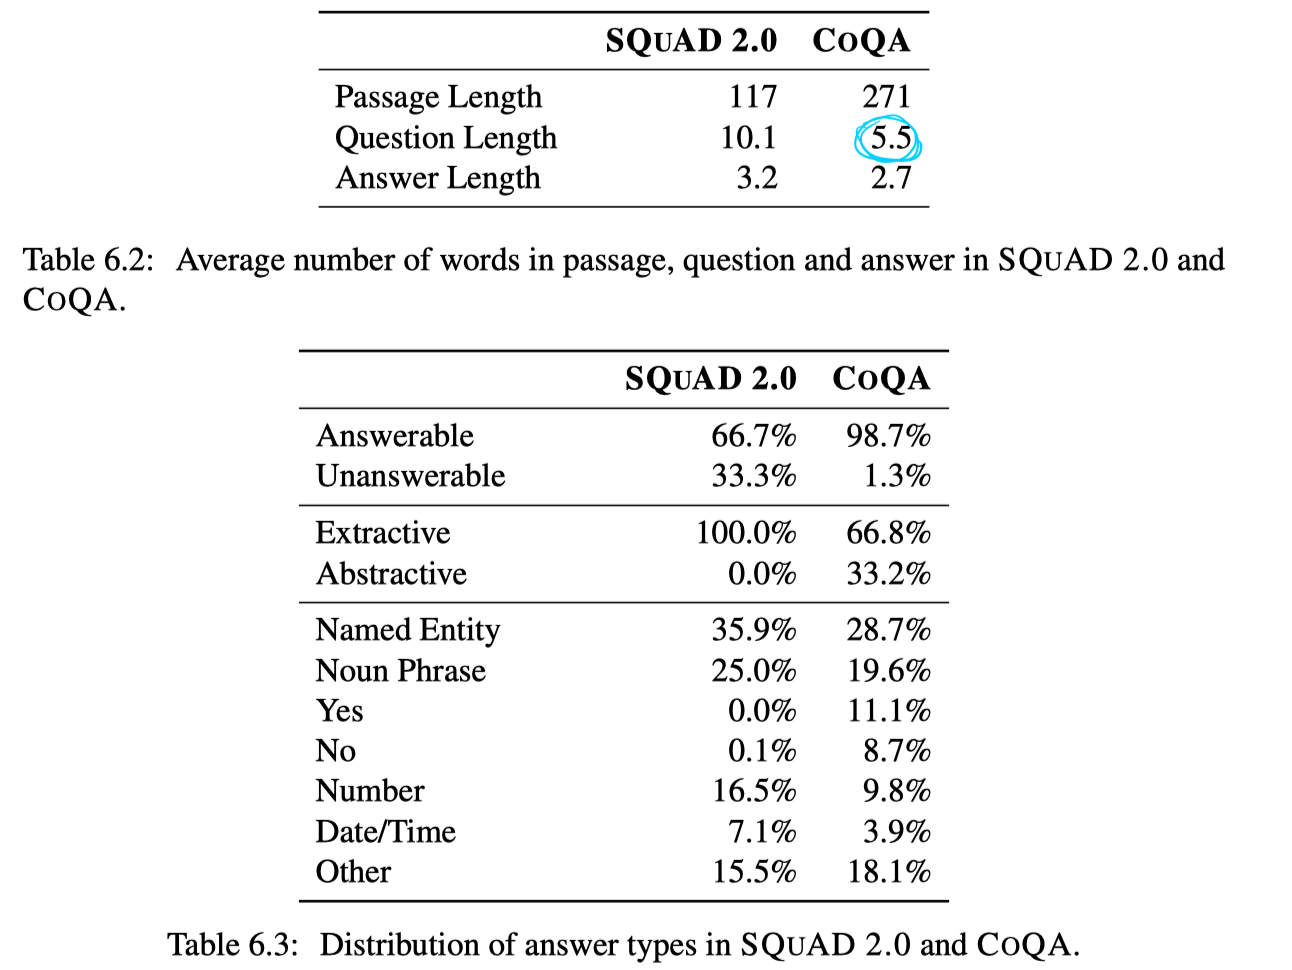 SQUAD 2.0 COQA
Passage Length 117 271
Question Length 10.1 5.5
Answer Length 3.2 2.7
Table 6.2: Average number of words in passage, question and answer in SQUAD 2.0 and
COQA.
SQUAD 2.0 COQA
Answerable 66.7% 98.7%
Unanswerable 33.3% 1.3%
Extractive 100.0% 66.8%
Abstractive 0.0% 33.2%
Named Entity 35.9% 28.7%
Noun Phrase 25.0% 19.6%
Yes 0.0% 11.1%
No 0.1% 8.7%
Number 16.5% 9.8%
Date/Time 7.1% 3.9%
Other 15.5% 18.1%
Table 6.3: Distribution of answer types in SQUAD 2.0 and COQA.